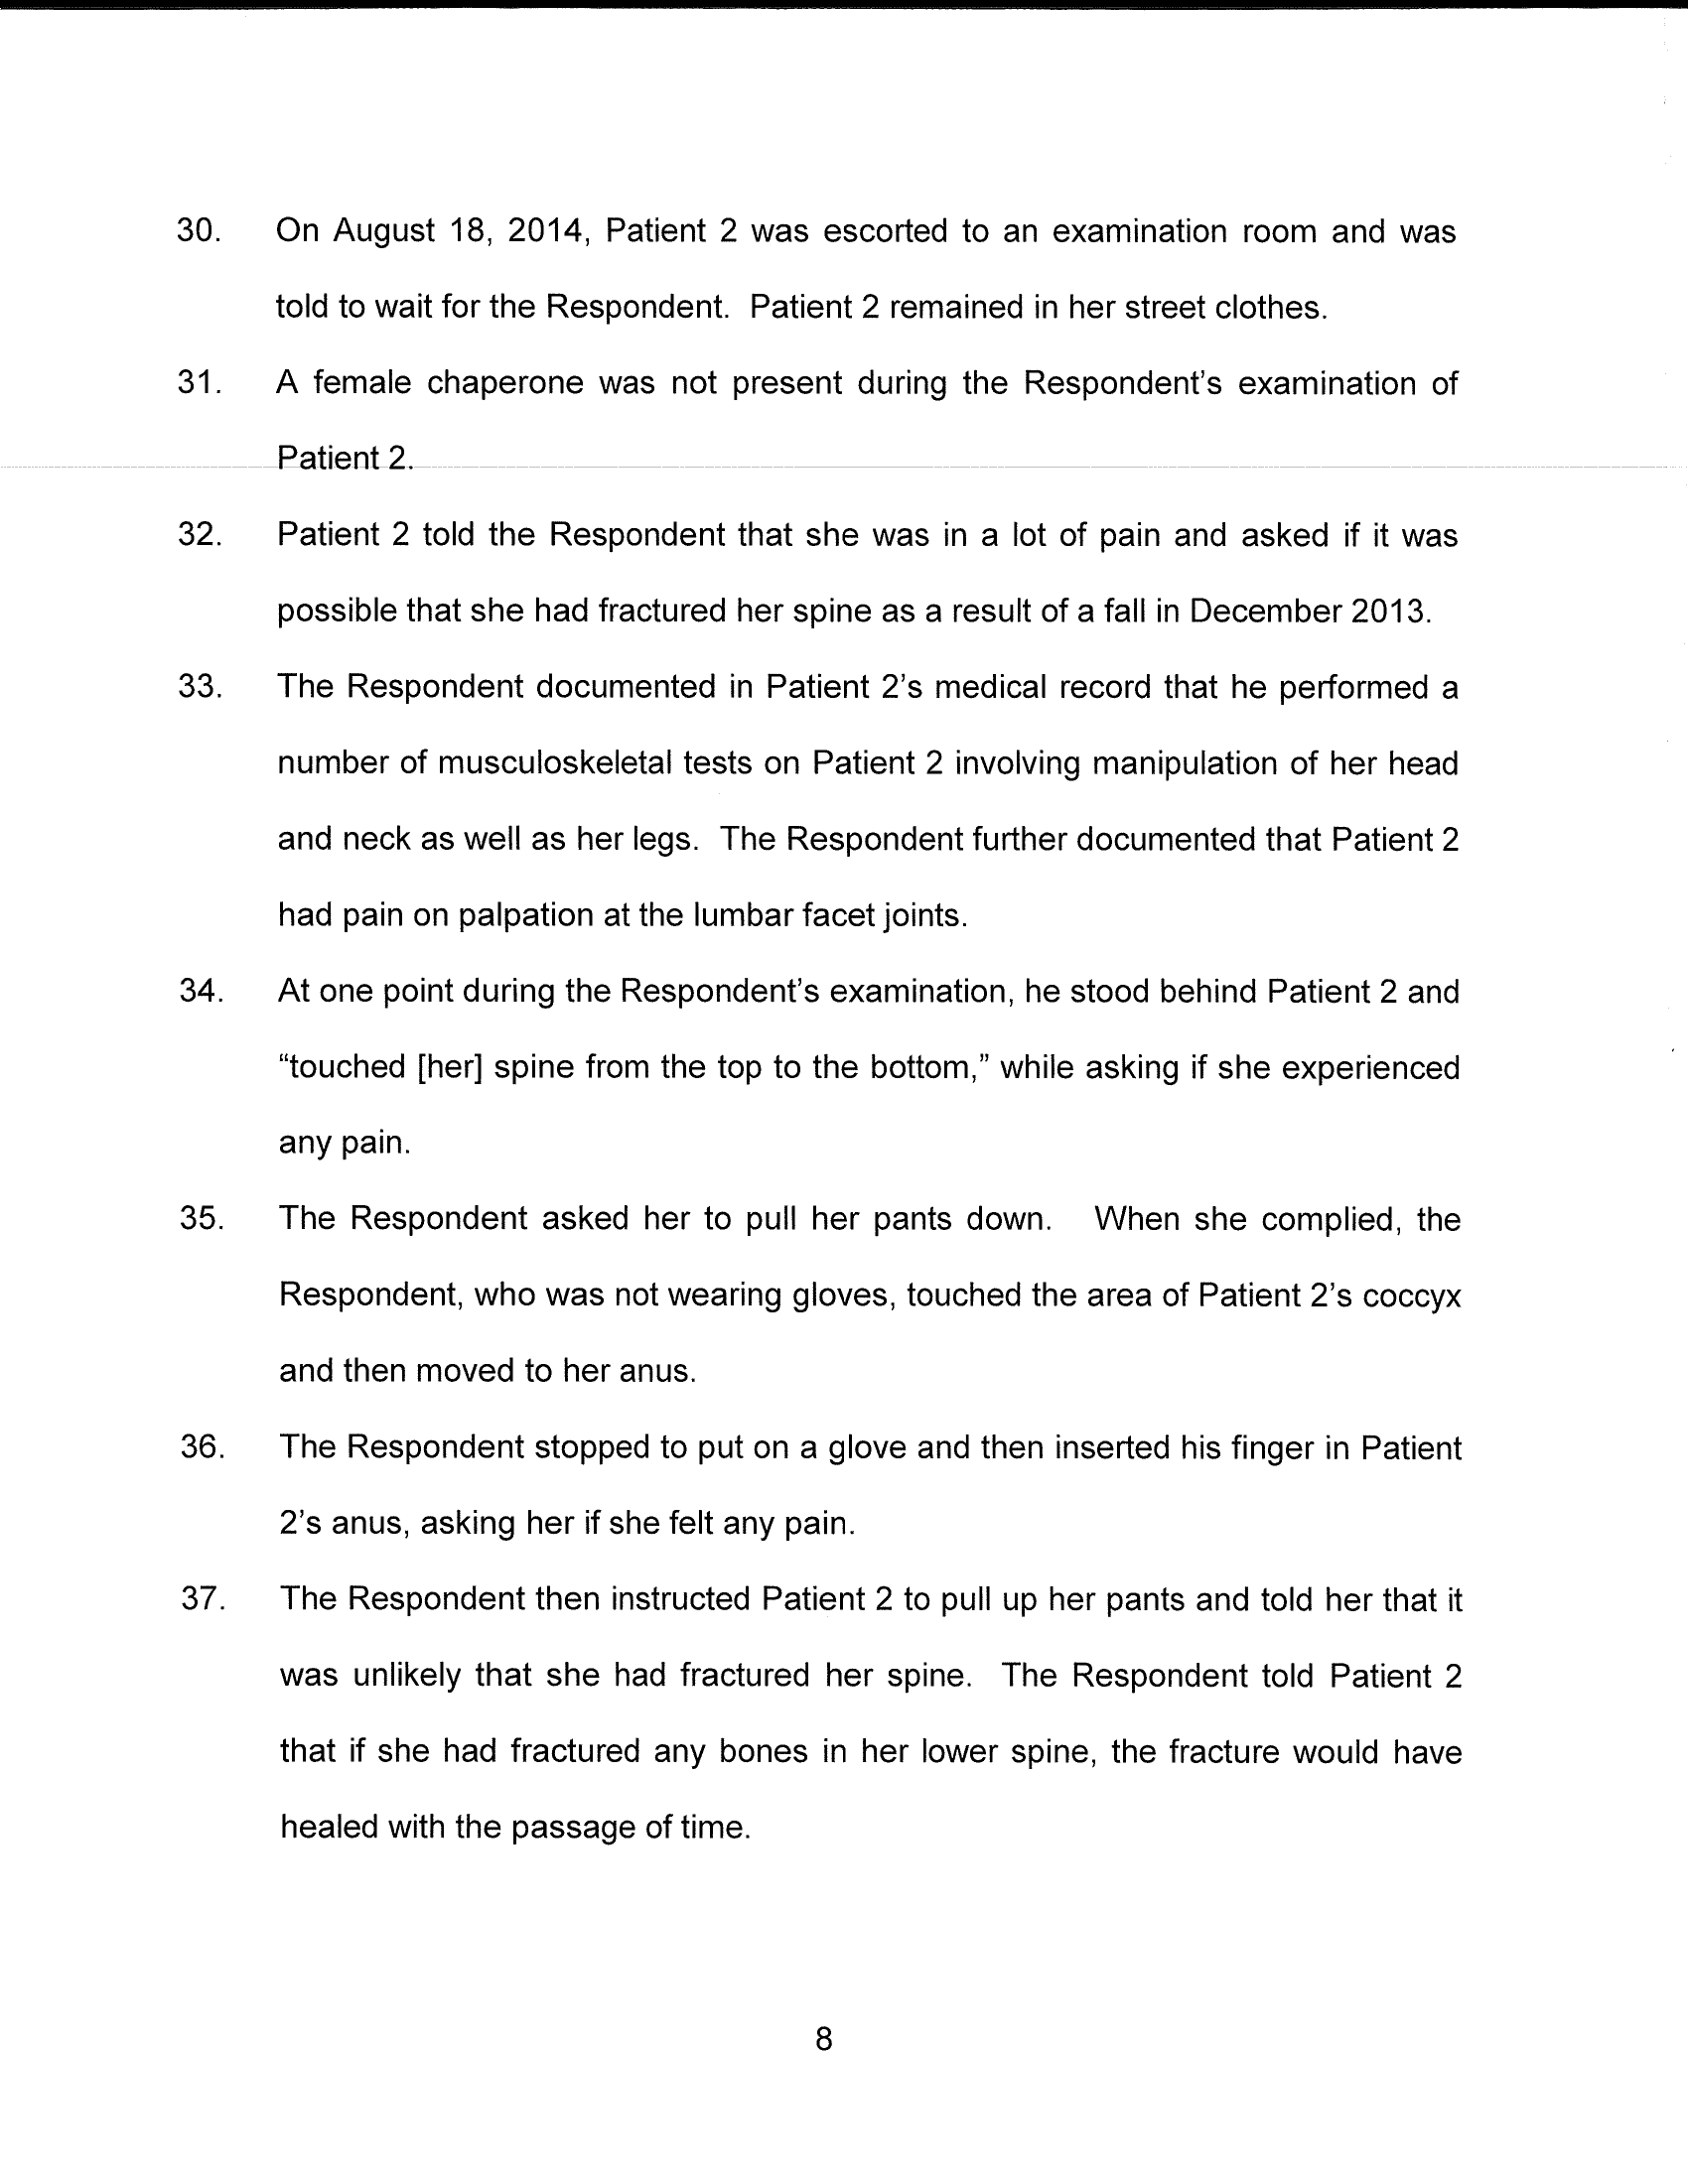 30. On August 18, 2014, Patient 2 was escorted to an examination room and was
told to wait for the Respondent. Patient 2 remained in her street clothes.
31. A female chaperone was not present during the Respondent's examination of
Patient 2.
32. Patient 2 told the Respondent that she was in a lot of pain and asked if it was
possible that she had fractured her spine as a result of a fall in December 2013.
33. The Respondent documented in Patient 2's medical record that he performed a
number of musculoskeletal tests on Patient 2 involving manipulation of her head
and neck as well as her legs. The Respondent further documented that Patient 2
had pain on palpation at the lumbar facet joints.
34. At one point during the Respondent's examination, he stood behind Patient 2 and
“touched [her] spine from the top to the bottom,” while asking if she experienced
any pain.
35. The Respondent asked her to pull her pants down. When she complied, the
Respondent, who was not wearing gloves, touched the area of Patient 2's coccyx
and then moved to her anus.
36. The Respondent stopped to put on a glove and then inserted his finger in Patient
2's anus, asking her if she felt any pain.
37. The Respondent then instructed Patient 2 to pull up her pants and told her that it
was unlikely that she had fractured her spine. The Respondent told Patient 2
that if she had fractured any bones in her lower spine, the fracture would have
healed with the passage of time.
8